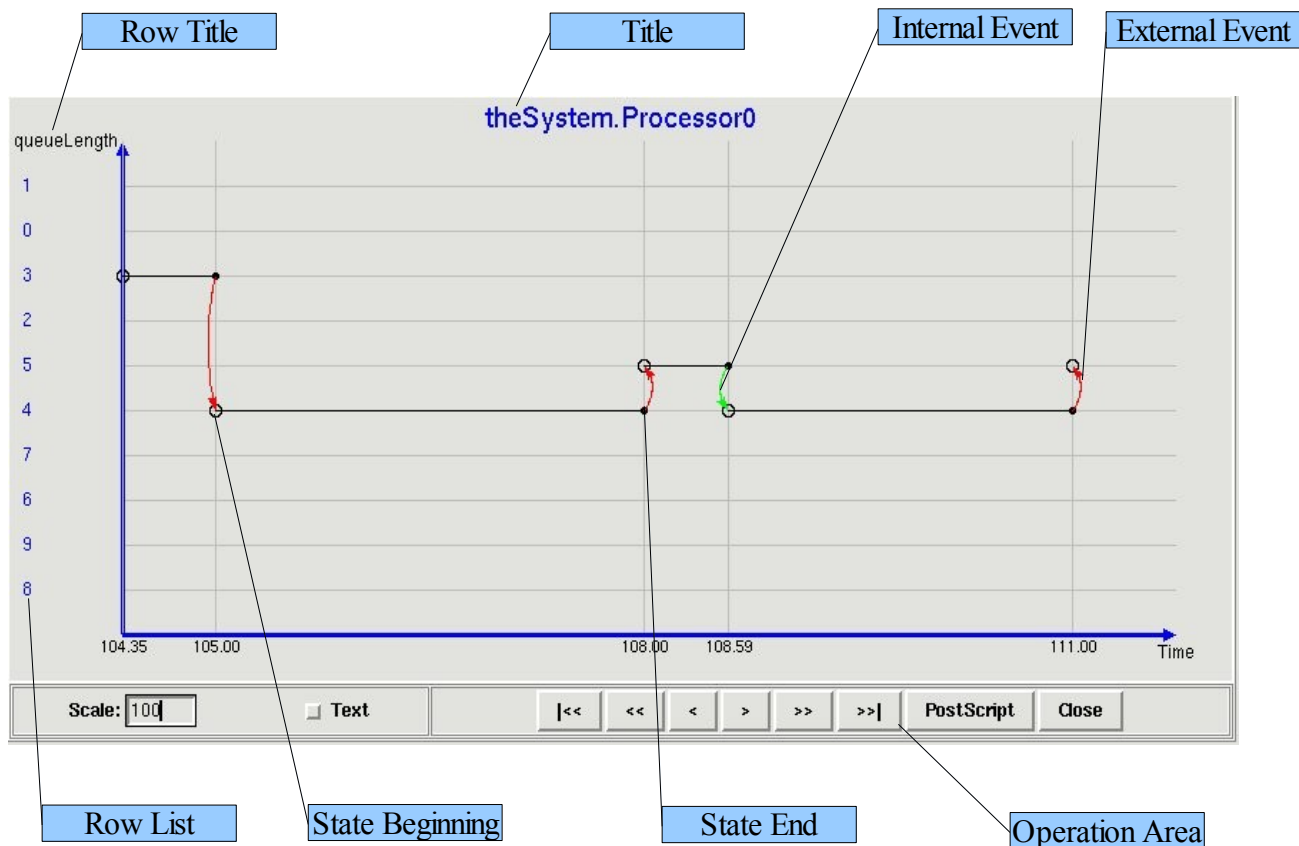 Row Title
Title
Internal Event
External Event
theSystem.Processor0
queueLength
1
0
3
2
5
4
7
6
9
8
104.35 105.00 108.00 108.59 111.00 Time
Scale: 100 Text |<< << < > >> >>| PostScript Close
Row List
State Beginning
State End
Operation Area